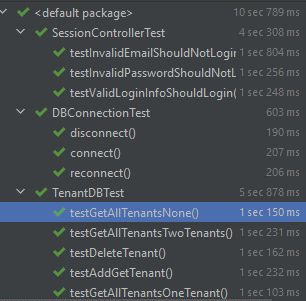 <default package> 10 sec 789 ms
SessionControllerTest 4 sec 308 ms
testInvalidEmailShouldNotLogin 1 sec 804 ms
testInvalidPasswordShouldNotL 1 sec 256 ms
testValidLoginInfoShouldLogin( 1 sec 248 ms
DBConnectionTest 603 ms
disconnect() 190 ms
connect() 207 ms
reconnect() 206 ms
TenantDBTest 5 sec 878 ms
testGetAllTenantsNone() 1 sec 150 ms
testGetAllTenantsTwoTenants() 1 sec 231 ms
testDeleteTenant() 1 sec 162 ms
testAddGetTenant() 1 sec 232 ms
testGetAllTenantsOneTenant() 1 sec 103 ms